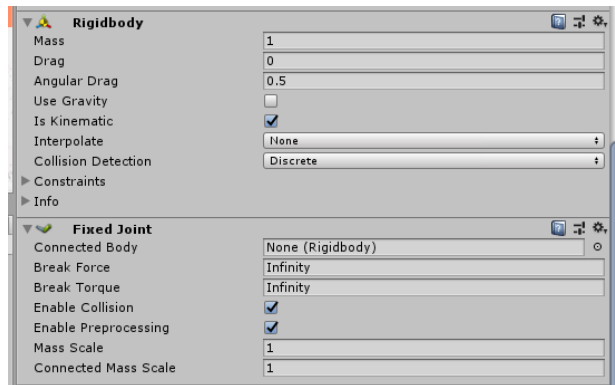 Rigidbody
Mass 1
Drag 0
Angular Drag 0.5
Use Gravity
Is Kinematic
Interpolate None
Collision Detection Discrete
Constraints
Info
Fixed Joint
Connected Body None (Rigidbody)
Break Force Infinity
Break Torque Infinity
Enable Collision
Enable Preprocessing
Mass Scale 1
Connected Mass Scale 1